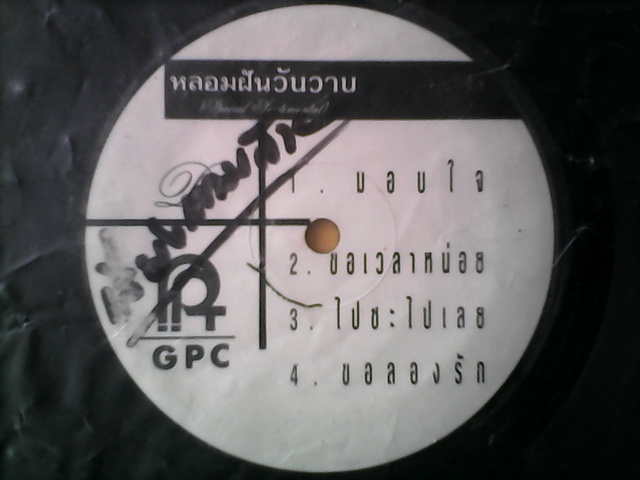 หลอมฝันวันวาน
1. มอบใจ
2. ขอเวลาหน่อย
3. ไปซะไปเลย
4. ขอลองรัก
GPC